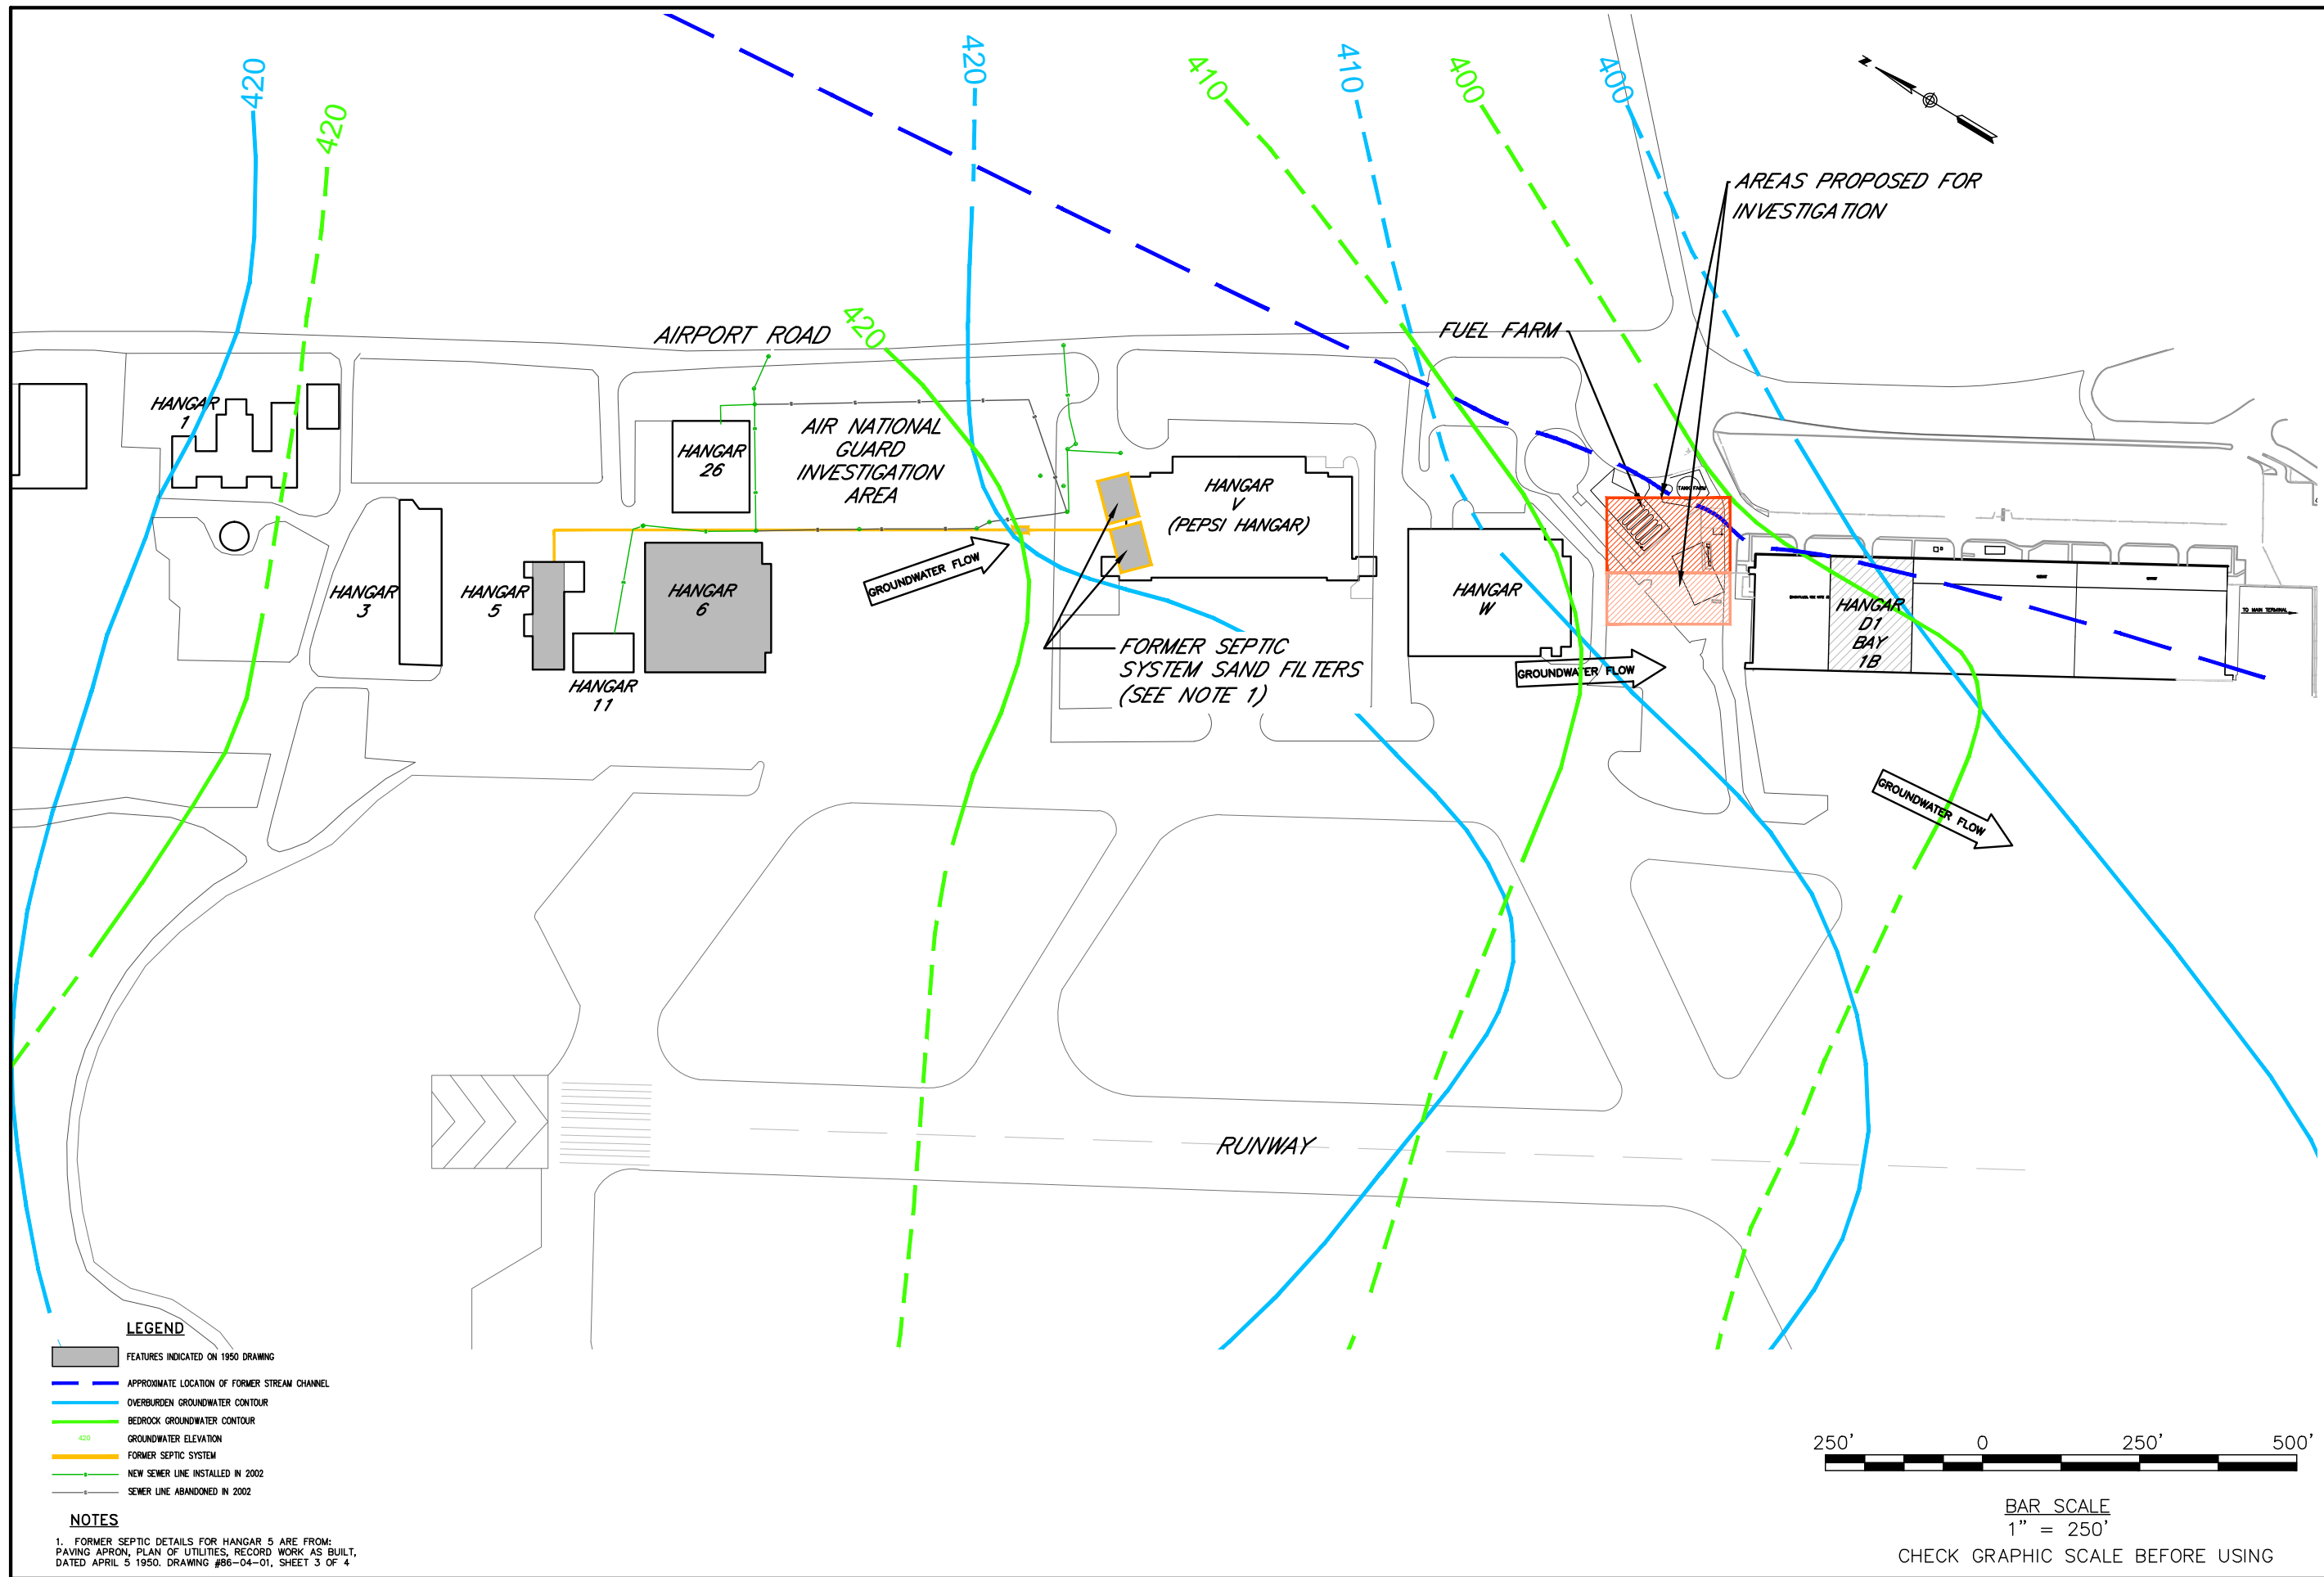 420
420
420
410
410
400
400
N
AREAS PROPOSED FOR
INVESTIGATION
420
AIRPORT ROAD
FUEL FARM
HANGAR
1
HANGAR
26
AIR NATIONAL
GUARD
INVESTIGATION
AREA
HANGAR
V
(PEPSI HANGAR)
TANK FARM
GROUNDWATER FLOW
HANGAR
3
HANGAR
5
HANGAR
6
HANGAR
11
HANGAR
W
HANGAR
D1
BAY
1B
TO MAIN TERMINAL
FORMER SEPTIC
SYSTEM SAND FILTERS
(SEE NOTE 1)
GROUNDWATER FLOW
GROUNDWATER FLOW
RUNWAY
LEGEND
FEATURES INDICATED ON 1950 DRAWING
APPROXIMATE LOCATION OF FORMER STREAM CHANNEL
OVERBURDEN GROUNDWATER CONTOUR
BEDROCK GROUNDWATER CONTOUR
420 GROUNDWATER ELEVATION
FORMER SEPTIC SYSTEM
S NEW SEWER LINE INSTALLED IN 2002
S SEWER LINE ABANDONED IN 2002
NOTES
1. FORMER SEPTIC DETAILS FOR HANGAR 5 ARE FROM:
PAVING APRON, PLAN OF UTILITIES, RECORD WORK AS BUILT,
DATED APRIL 5 1950. DRAWING #86-04-01, SHEET 3 OF 4
250' 0 250' 500'
BAR SCALE
1" = 250'
CHECK GRAPHIC SCALE BEFORE USING